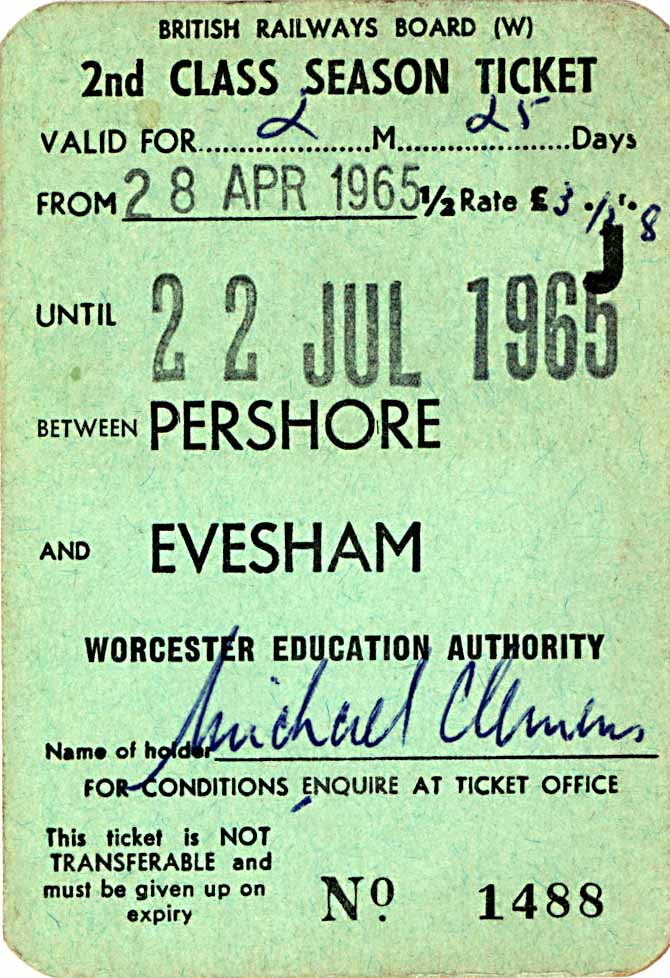 BRITISH RAILWAYS BOARD (W)
2nd CLASS SEASON TICKET
VALID FOR.....2.....M.....25.....Days
FROM 28 APR 1965 ½ Rate £3. . 8
J
UNTIL 22 JUL 1965
BETWEEN PERSHORE
AND EVESHAM
WORCESTER EDUCATION AUTHORITY
Name of holder Michael Clemens
FOR CONDITIONS ENQUIRE AT TICKET OFFICE
This ticket is NOT
TRANSFERABLE and
must be given up on
expiry
No. 1488